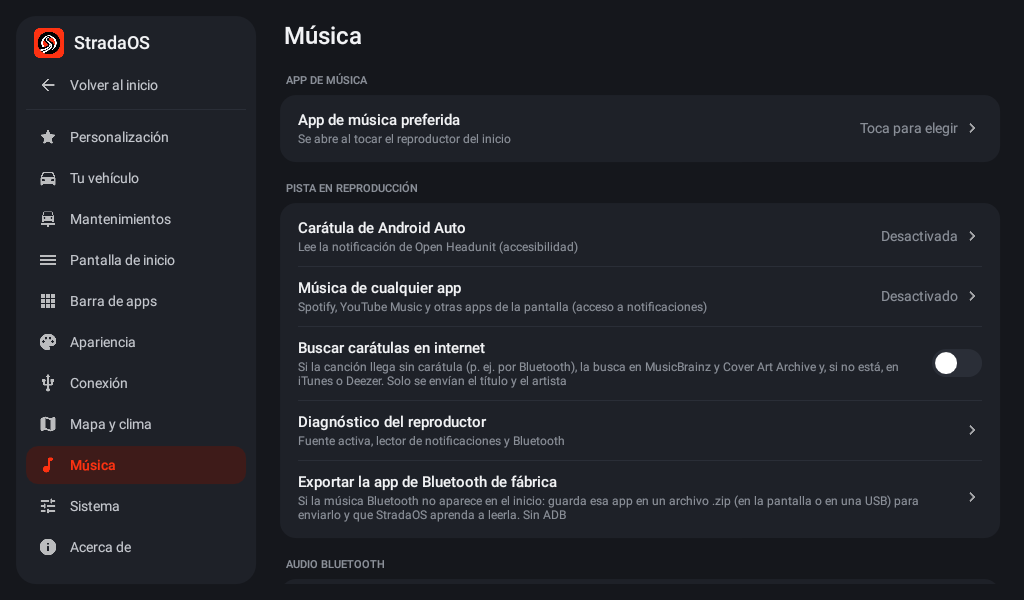 StradaOS
Volver al inicio
Personalización
Tu vehículo
Mantenimientos
Pantalla de inicio
Barra de apps
Apariencia
Conexión
Mapa y clima
Música
Sistema
Acerca de
Música
APP DE MÚSICA
App de música preferida
Se abre al tocar el reproductor del inicio
Toca para elegir
PISTA EN REPRODUCCIÓN
Carátula de Android Auto
Lee la notificación de Open Headunit (accesibilidad)
Desactivada
Música de cualquier app
Spotify, YouTube Music y otras apps de la pantalla (acceso a notificaciones)
Desactivado
Buscar carátulas en internet
Si la canción llega sin carátula (p. ej. por Bluetooth), la busca en MusicBrainz y Cover Art Archive y, si no está, en
iTunes o Deezer. Solo se envían el título y el artista
Diagnóstico del reproductor
Fuente activa, lector de notificaciones y Bluetooth
Exportar la app de Bluetooth de fábrica
Si la música Bluetooth no aparece en el inicio: guarda esa app en un archivo .zip (en la pantalla o en una USB) para
enviarlo y que StradaOS aprenda a leerla. Sin ADB
AUDIO BLUETOOTH